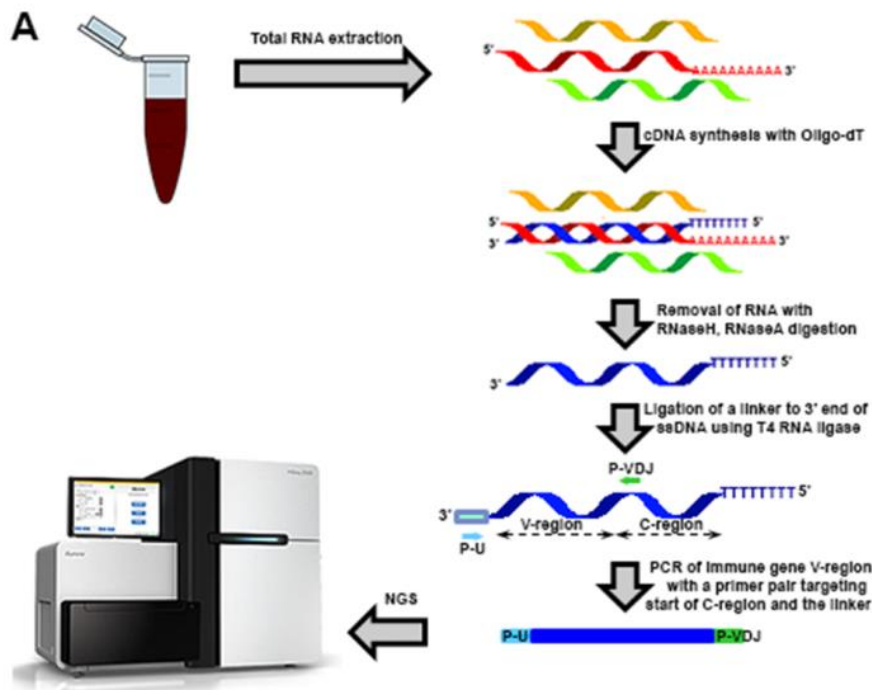 A
Total RNA extraction
5'
AAAAAAAAAA 3'
cDNA synthesis with Oligo-dT
5' TTTTTTTT 5'
3' AAAAAAAAAA 3'
Removal of RNA with
RNaseH, RNaseA digestion
3' TTTTTTTT 5'
Ligation of a linker to 3' end of
ssDNA using T4 RNA ligase
P-VDJ
3' TTTTTTTT 5'
V-region C-region
P-U
PCR of immune gene V-region
with a primer pair targeting
start of C-region and the linker
NGS
P-U P-VDJ